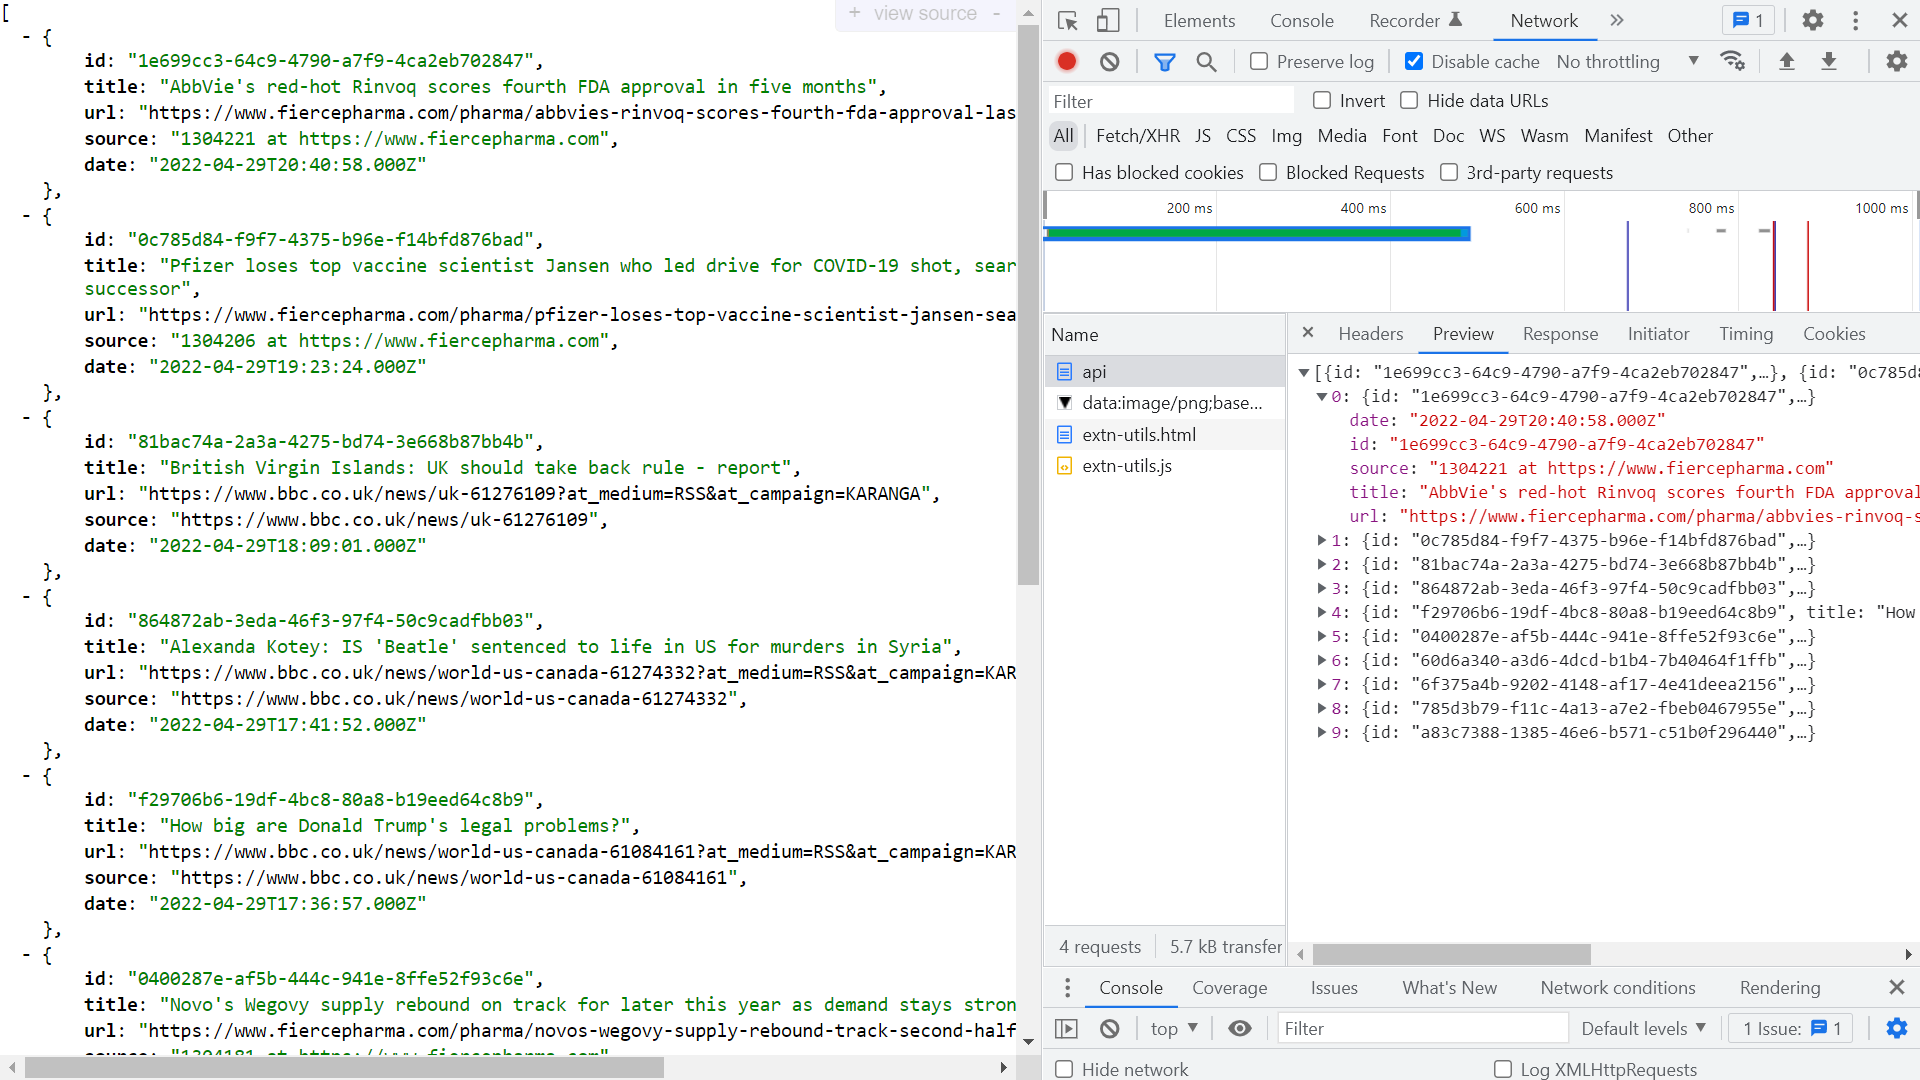 [
+ view source -
- {
id: "1e699cc3-64c9-4790-a7f9-4ca2eb702847",
title: "AbbVie's red-hot Rinvoq scores fourth FDA approval in five months",
url: "https://www.fiercepharma.com/pharma/abbvies-rinvoq-scores-fourth-fda-approval-las
source: "1304221 at https://www.fiercepharma.com",
date: "2022-04-29T20:40:58.000Z"
},
- {
id: "0c785d84-f9f7-4375-b96e-f14bfd876bad",
title: "Pfizer loses top vaccine scientist Jansen who led drive for COVID-19 shot, sear
successor",
url: "https://www.fiercepharma.com/pharma/pfizer-loses-top-vaccine-scientist-jansen-sea
source: "1304206 at https://www.fiercepharma.com",
date: "2022-04-29T19:23:24.000Z"
},
- {
id: "81bac74a-2a3a-4275-bd74-3e668b87bb4b",
title: "British Virgin Islands: UK should take back rule - report",
url: "https://www.bbc.co.uk/news/uk-61276109?at_medium=RSS&at_campaign=KARANGA",
source: "https://www.bbc.co.uk/news/uk-61276109",
date: "2022-04-29T18:09:01.000Z"
},
- {
id: "864872ab-3eda-46f3-97f4-50c9cadfbb03",
title: "Alexanda Kotey: IS 'Beatle' sentenced to life in US for murders in Syria",
url: "https://www.bbc.co.uk/news/world-us-canada-61274332?at_medium=RSS&at_campaign=KAR
source: "https://www.bbc.co.uk/news/world-us-canada-61274332",
date: "2022-04-29T17:41:52.000Z"
},
- {
id: "f29706b6-19df-4bc8-80a8-b19eed64c8b9",
title: "How big are Donald Trump's legal problems?",
url: "https://www.bbc.co.uk/news/world-us-canada-61084161?at_medium=RSS&at_campaign=KAR
source: "https://www.bbc.co.uk/news/world-us-canada-61084161",
date: "2022-04-29T17:36:57.000Z"
},
- {
id: "0400287e-af5b-444c-941e-8ffe52f93c6e",
title: "Novo's Wegovy supply rebound on track for later this year as demand stays stron
url: "https://www.fiercepharma.com/pharma/novos-wegovy-supply-rebound-track-second-half
source: "1304181 at https://www.fiercepharma.com"
Elements Console Recorder Network 1
Preserve log Disable cache No throttling
Filter Invert Hide data URLs
All Fetch/XHR JS CSS Img Media Font Doc WS Wasm Manifest Other
Has blocked cookies Blocked Requests 3rd-party requests
200 ms 400 ms 600 ms 800 ms 1000 ms
Name
api
data:image/png;base...
extn-utils.html
extn-utils.js
4 requests 5.7 kB transfer
Headers Preview Response Initiator Timing Cookies
[{id: "1e699cc3-64c9-4790-a7f9-4ca2eb702847",…}, {id: "0c785d8
0: {id: "1e699cc3-64c9-4790-a7f9-4ca2eb702847",…}
date: "2022-04-29T20:40:58.000Z"
id: "1e699cc3-64c9-4790-a7f9-4ca2eb702847"
source: "1304221 at https://www.fiercepharma.com"
title: "AbbVie's red-hot Rinvoq scores fourth FDA approval
url: "https://www.fiercepharma.com/pharma/abbvies-rinvoq-s
1: {id: "0c785d84-f9f7-4375-b96e-f14bfd876bad",…}
2: {id: "81bac74a-2a3a-4275-bd74-3e668b87bb4b",…}
3: {id: "864872ab-3eda-46f3-97f4-50c9cadfbb03",…}
4: {id: "f29706b6-19df-4bc8-80a8-b19eed64c8b9", title: "How
5: {id: "0400287e-af5b-444c-941e-8ffe52f93c6e",…}
6: {id: "60d6a340-a3d6-4dcd-b1b4-7b40464f1ffb",…}
7: {id: "6f375a4b-9202-4148-af17-4e41deea2156",…}
8: {id: "785d3b79-f11c-4a13-a7e2-fbeb0467955e",…}
9: {id: "a83c7388-1385-46e6-b571-c51b0f296440",…}
Console Coverage Issues What's New Network conditions Rendering
top Filter Default levels 1 Issue: 1
Hide network Log XMLHttpRequests